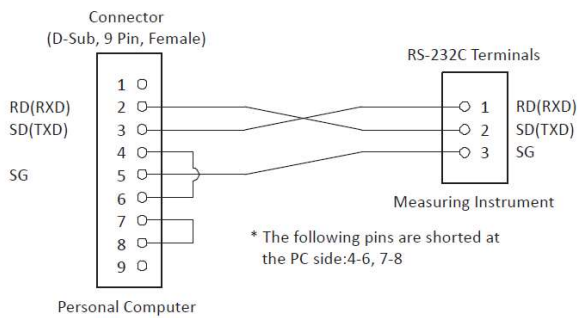 Connector
(D-Sub, 9 Pin, Female)
RS-232C Terminals
1
RD(RXD) 2 1 RD(RXD)
SD(TXD) 3 2 SD(TXD)
4 3 SG
SG 5
6
7
8
9
Measuring Instrument
* The following pins are shorted at
the PC side:4-6, 7-8
Personal Computer